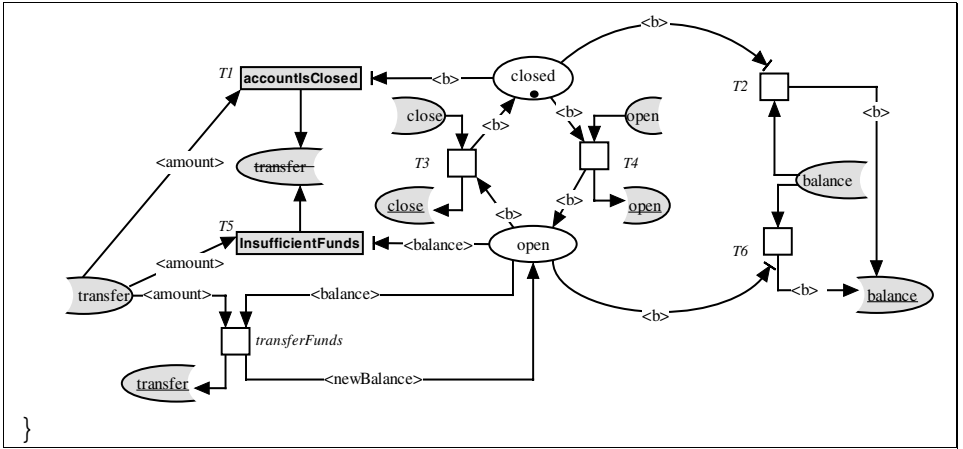 <b>
T1
accountIsClosed
<b>
closed
T2
close
<b>
<b>
open
<b>
<amount>
transfer
T3
T4
balance
close
<b>
<b>
open
T5
InsufficientFunds
<balance>
open
T6
<amount>
transfer
<amount>
<balance>
<b>
balance
<b>
transferFunds
transfer
<newBalance>
}